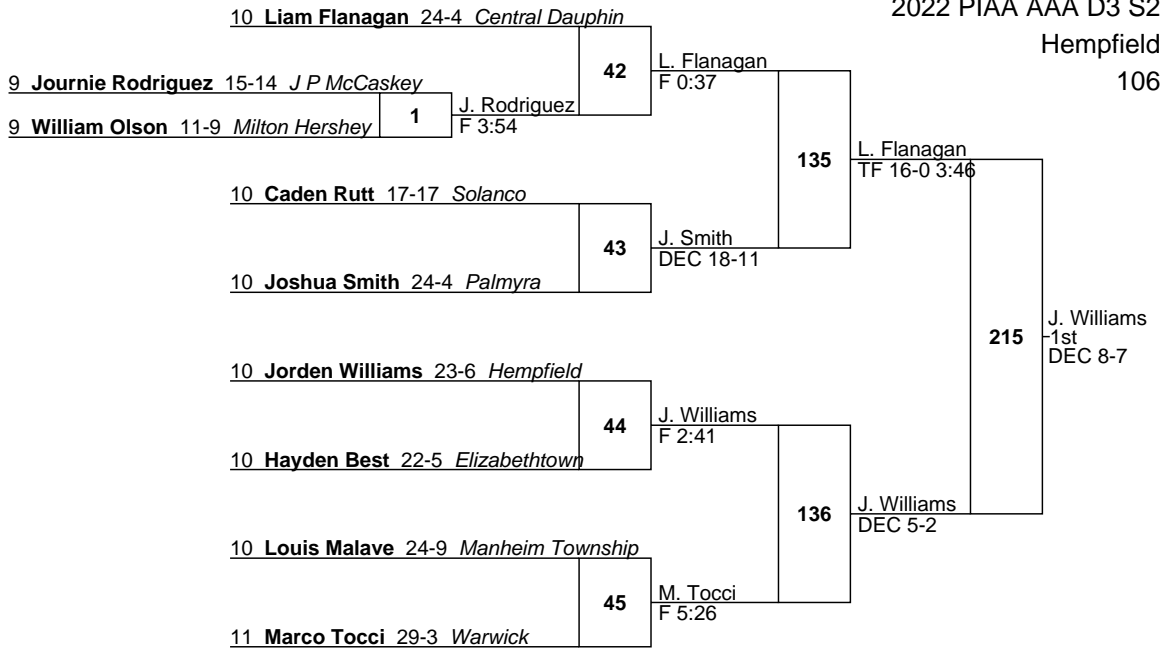 2022 PIAA AAA D3 S2
Hempfield
106
10 Liam Flanagan 24-4 Central Dauphin
42
L. Flanagan
F 0:37
9 Journie Rodriguez 15-14 J P McCaskey
1
J. Rodriguez
F 3:54
9 William Olson 11-9 Milton Hershey
135
L. Flanagan
TF 16-0 3:46
10 Caden Rutt 17-17 Solanco
43
J. Smith
DEC 18-11
10 Joshua Smith 24-4 Palmyra
215
J. Williams
1st
DEC 8-7
10 Jorden Williams 23-6 Hempfield
44
J. Williams
F 2:41
10 Hayden Best 22-5 Elizabethtown
136
J. Williams
DEC 5-2
10 Louis Malave 24-9 Manheim Township
45
M. Tocci
F 5:26
11 Marco Tocci 29-3 Warwick